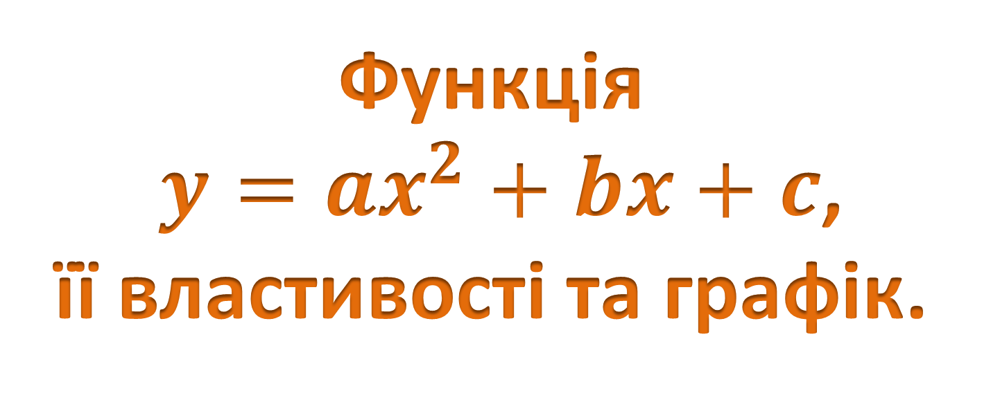 Функція
y = ax² + bx + c,
її властивості та графік.